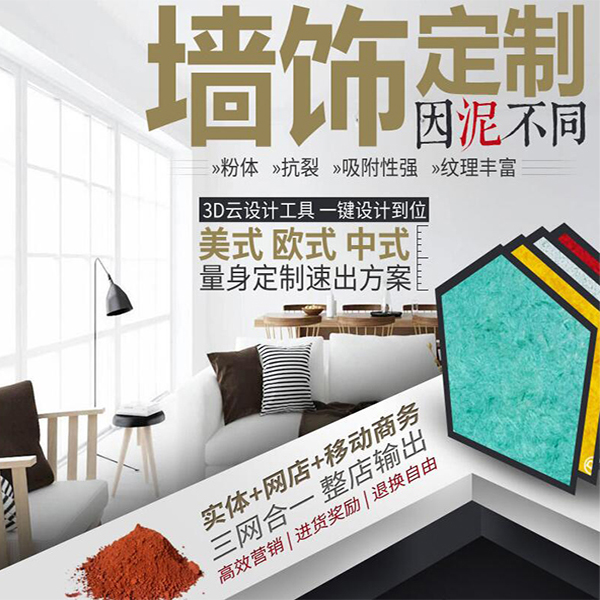 墙饰定制
因泥不同
»粉体 »抗裂 »吸附性强 »纹理丰富
3D云设计工具 一键设计到位
美式 欧式 中式
量身定制速出方案
实体+网店+移动商务
三网合一 整店输出
高效营销 | 进货奖励 | 退换自由